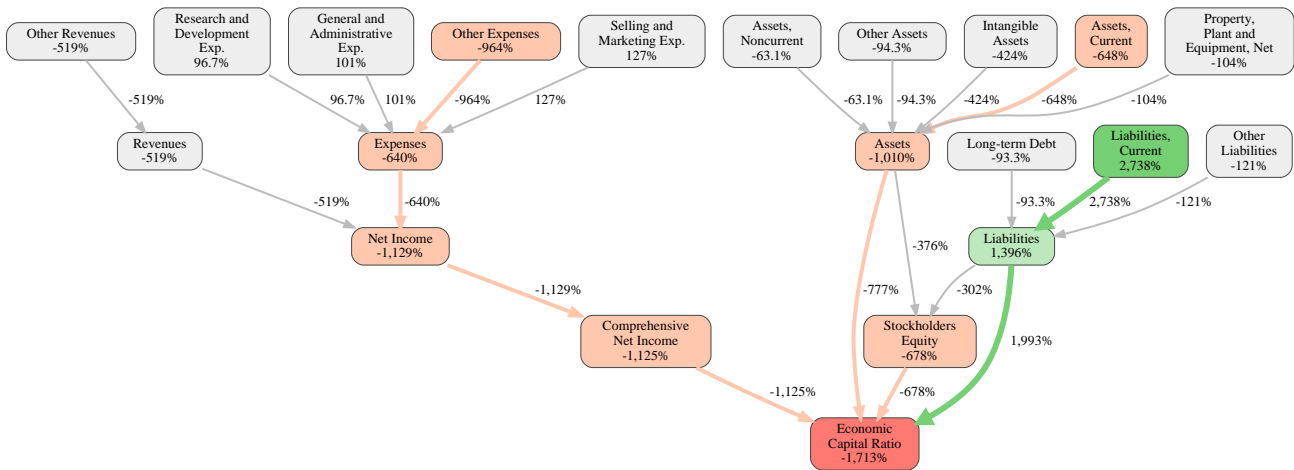 Other Revenues
-519%
Research and
Development
Exp.
96.7%
General and
Administrative
Exp.
101%
Other Expenses
-964%
Selling and
Marketing Exp.
127%
Assets,
Noncurrent
-63.1%
Other Assets
-94.3%
Intangible
Assets
-424%
Assets,
Current
-648%
Property,
Plant and
Equipment, Net
-104%
-519%
96.7%
101%
-964%
127%
-63.1%
-94.3%
-424%
-648%
-104%
Revenues
-519%
Expenses
-640%
Assets
-1,010%
Long-term Debt
-93.3%
Liabilities,
Current
2,738%
Other
Liabilities
-121%
-519%
-640%
-93.3%
2,738%
-121%
Net Income
-1,129%
-376%
Liabilities
1,396%
-1,129%
-777%
-302%
Comprehensive
Net Income
-1,125%
Stockholders
Equity
-678%
1,993%
-1,125%
-678%
Economic
Capital Ratio
-1,713%